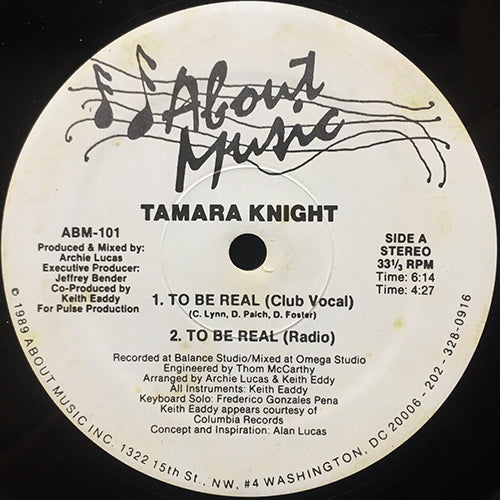 About
Music
TAMARA KNIGHT
ABM-101
Produced & Mixed by:
Archie Lucas
Executive Producer:
Jeffrey Bender
Co-Produced by
Keith Eaddy
For Pulse Production
SIDE A
STEREO
33⅓ RPM
Time: 6:14
Time: 4:27
1. TO BE REAL (Club Vocal)
(C. Lynn, D. Paich, D. Foster)
2. TO BE REAL (Radio)
Recorded at Balance Studio/Mixed at Omega Studio
Engineered by Thom McCarthy
Arranged by Archie Lucas & Keith Eddy
All Instruments: Keith Eaddy
Keyboard Solo: Frederico Gonzales Pena
Keith Eaddy appears courtesy of
Columbia Records
Concept and Inspiration: Alan Lucas
© 1989 ABOUT MUSIC INC. 1322 15th St., NW, #4 WASHINGTON, DC 20006 - 202 - 328-0916